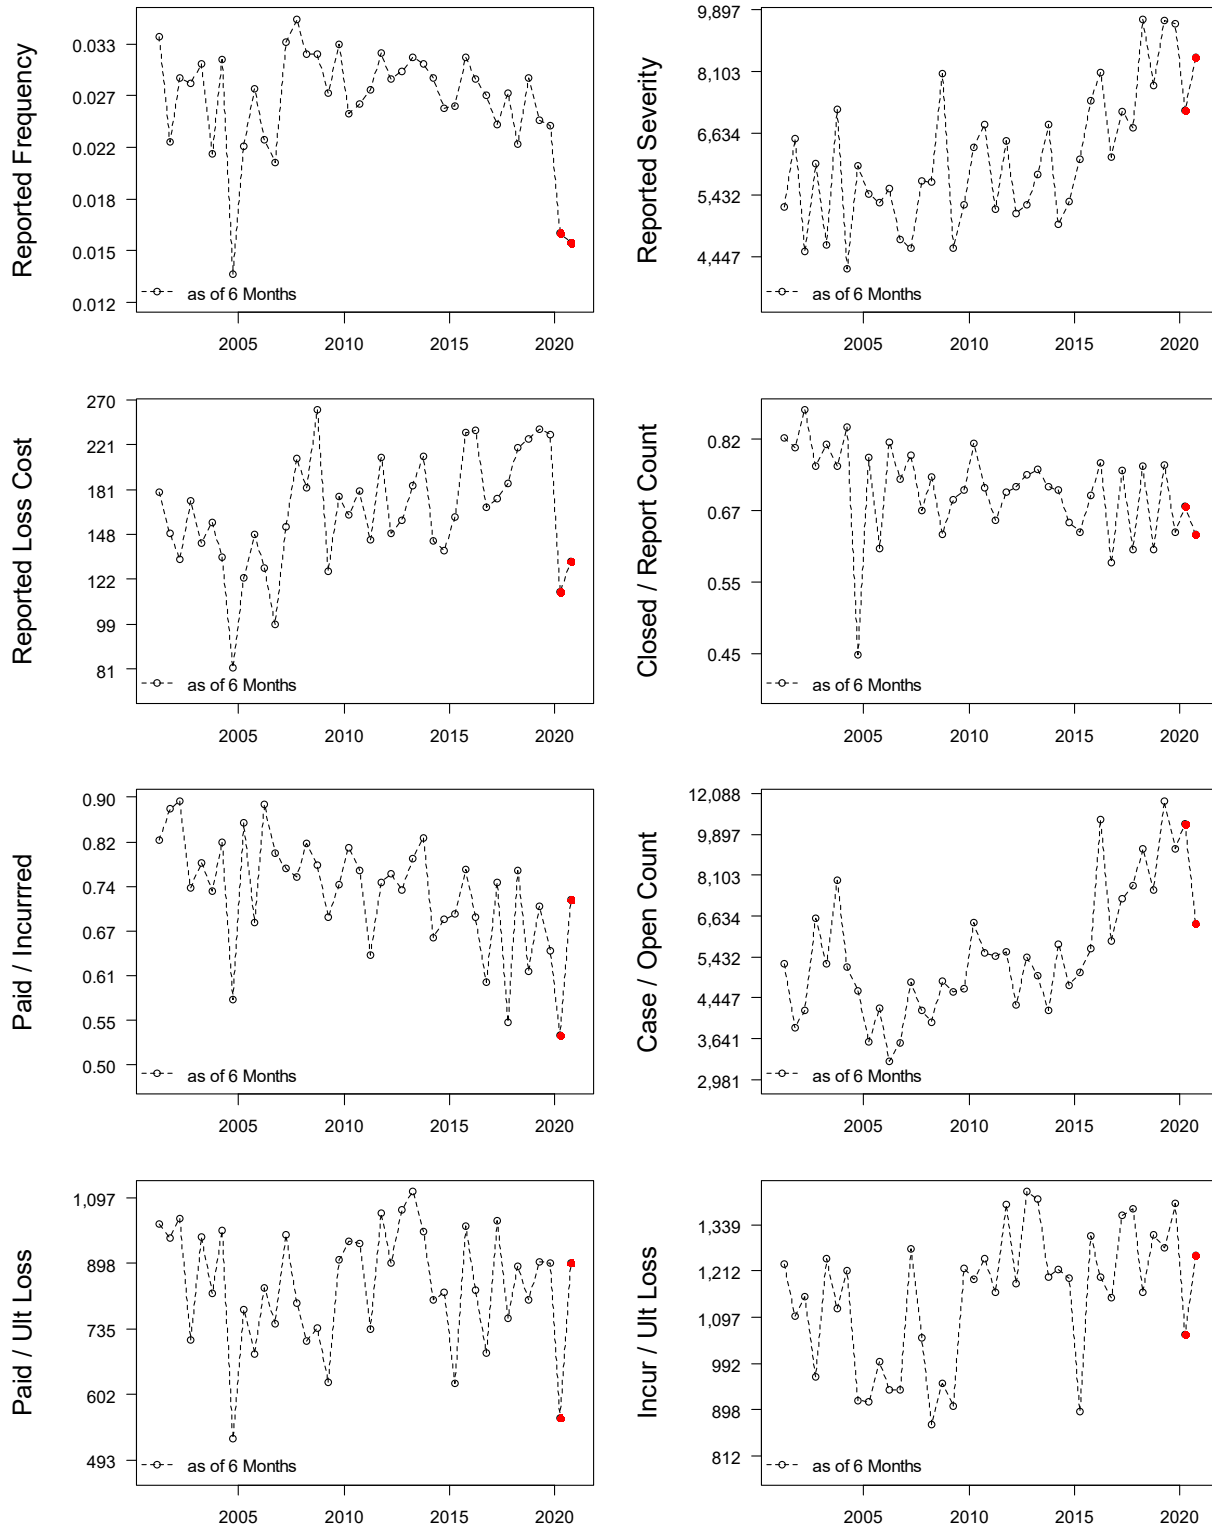 Reported Frequency
0.033
0.027
0.022
0.018
0.015
0.012
as of 6 Months
2005 2010 2015 2020
Reported Severity
9,897
8,103
6,634
5,432
4,447
as of 6 Months
2005 2010 2015 2020
Reported Loss Cost
270
221
181
148
122
99
81
as of 6 Months
2005 2010 2015 2020
Closed / Report Count
0.82
0.67
0.55
0.45
as of 6 Months
2005 2010 2015 2020
Paid / Incurrred
0.90
0.82
0.74
0.67
0.61
0.55
0.50
as of 6 Months
2005 2010 2015 2020
Case / Open Count
12,088
9,897
8,103
6,634
5,432
4,447
3,641
2,981
as of 6 Months
2005 2010 2015 2020
Paid / Ult Loss
1,097
898
735
602
493
as of 6 Months
2005 2010 2015 2020
Incur / Ult Loss
1,339
1,212
1,097
992
898
812
as of 6 Months
2005 2010 2015 2020